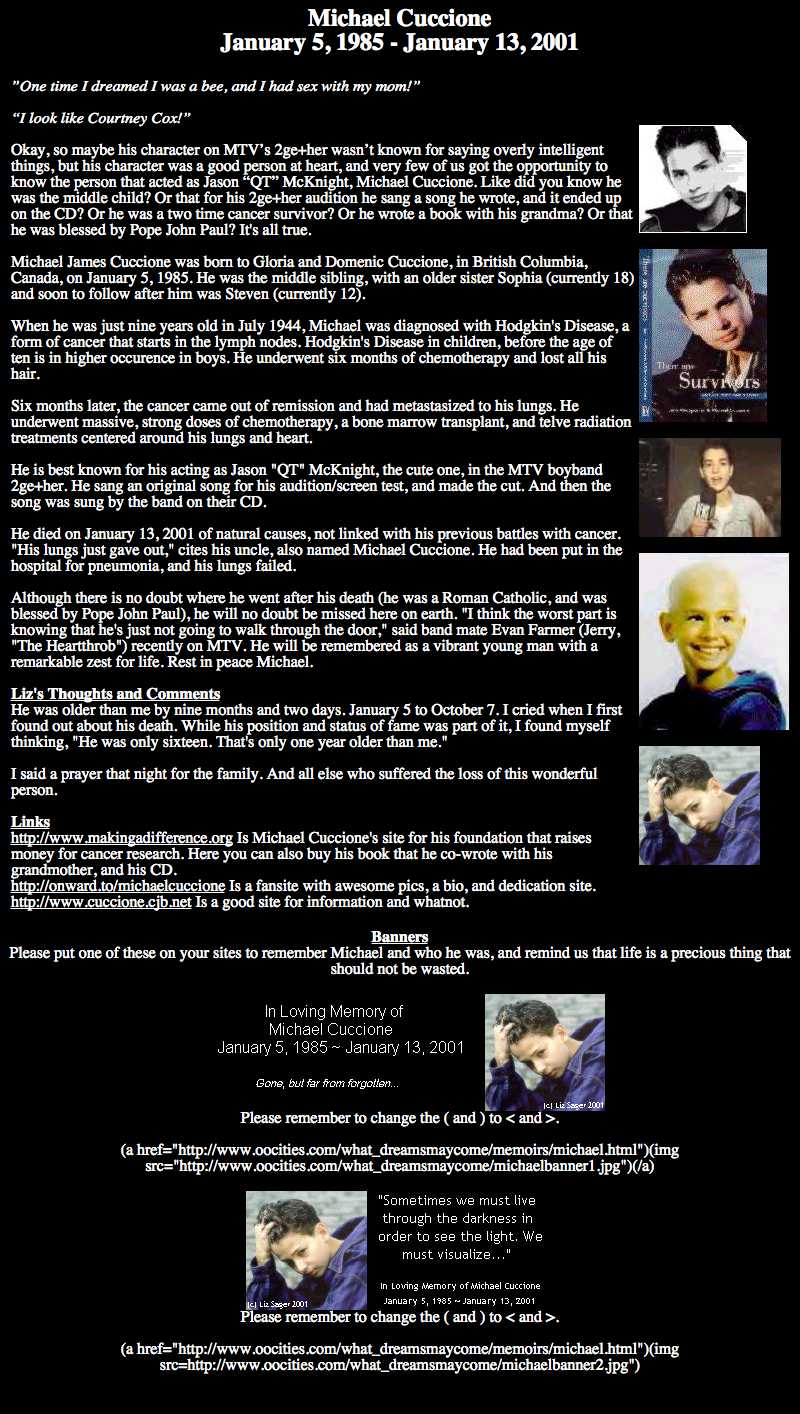 Michael Cuccione
January 5, 1985 - January 13, 2001
"One time I dreamed I was a bee, and I had sex with my mom!"
“I look like Courtney Cox!”
Okay, so maybe his character on MTV’s 2ge+her wasn’t known for saying overly intelligent
things, but his character was a good person at heart, and very few of us got the opportunity to
know the person that acted as Jason “QT” McKnight, Michael Cuccione. Like did you know he
was the middle child? Or that for his 2ge+her audition he sang a song he wrote, and it ended up
on the CD? Or he was a two time cancer survivor? Or he wrote a book with his grandma? Or that
he was blessed by Pope John Paul? It's all true.
Michael James Cuccione was born to Gloria and Domenic Cuccione, in British Columbia,
Canada, on January 5, 1985. He was the middle sibling, with an older sister Sophia (currently 18)
and soon to follow after him was Steven (currently 12).
When he was just nine years old in July 1944, Michael was diagnosed with Hodgkin's Disease, a
form of cancer that starts in the lymph nodes. Hodgkin's Disease in children, before the age of
ten is in higher occurence in boys. He underwent six months of chemotherapy and lost all his
hair.
Six months later, the cancer came out of remission and had metastasized to his lungs. He
underwent massive, strong doses of chemotherapy, a bone marrow transplant, and telve radiation
treatments centered around his lungs and heart.
He is best known for his acting as Jason "QT" McKnight, the cute one, in the MTV boyband
2ge+her. He sang an original song for his audition/screen test, and made the cut. And then the
song was sung by the band on their CD.
He died on January 13, 2001 of natural causes, not linked with his previous battles with cancer.
"His lungs just gave out," cites his uncle, also named Michael Cuccione. He had been put in the
hospital for pneumonia, and his lungs failed.
Although there is no doubt where he went after his death (he was a Roman Catholic, and was
blessed by Pope John Paul), he will no doubt be missed here on earth. "I think the worst part is
knowing that he's just not going to walk through the door," said band mate Evan Farmer (Jerry,
"The Heartthrob") recently on MTV. He will be remembered as a vibrant young man with a
remarkable zest for life. Rest in peace Michael.
Liz's Thoughts and Comments
He was older than me by nine months and two days. January 5 to October 7. I cried when I first
found out about his death. While his position and status of fame was part of it, I found myself
thinking, "He was only sixteen. That's only one year older than me."
I said a prayer that night for the family. And all else who suffered the loss of this wonderful
person.
Links
http://www.makingadifference.org Is Michael Cuccione's site for his foundation that raises
money for cancer research. Here you can also buy his book that he co-wrote with his
grandmother, and his CD.
http://onward.to/michaelcuccione Is a fansite with awesome pics, a bio, and dedication site.
http://www.cuccione.cjb.net Is a good site for information and whatnot.
There are
Survivors
Banners
Please put one of these on your sites to remember Michael and who he was, and remind us that life is a precious thing that
should not be wasted.
In Loving Memory of
Michael Cuccione
January 5, 1985 ~ January 13, 2001
Gone, but far from forgotten...
(c) Liz Sager 2001
Please remember to change the ( and ) to < and >.
(a href="http://www.oocities.com/what_dreamsmaycome/memoirs/michael.html")(img
src="http://www.oocities.com/what_dreamsmaycome/michaelbanner1.jpg")(/a)
"Sometimes we must live
through the darkness in
order to see the light. We
must visualize..."
In Loving Memory of Michael Cuccione
January 5, 1985 ~ January 13, 2001
(c) Liz Sager 2001
Please remember to change the ( and ) to < and >.
(a href="http://www.oocities.com/what_dreamsmaycome/memoirs/michael.html")(img
src=http://www.oocities.com/what_dreamsmaycome/michaelbanner2.jpg")